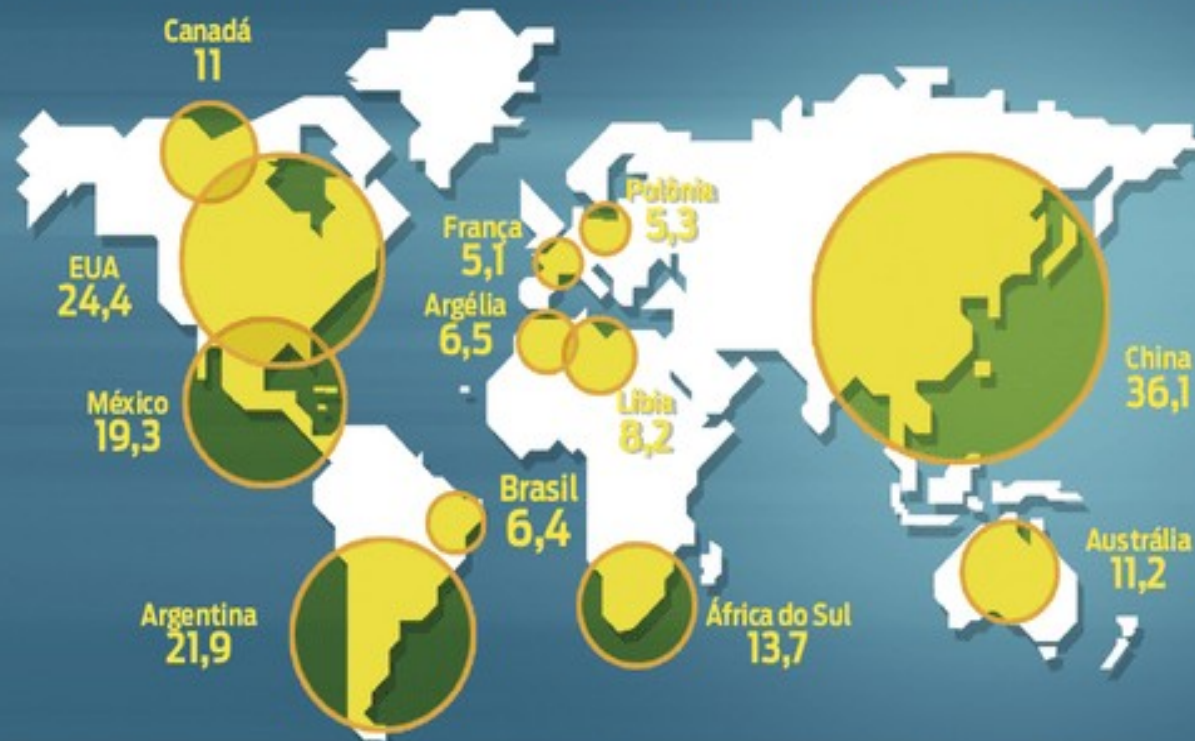 Canadá
11
Polônia
5,3
França
5,1
EUA
24,4
Argélia
6,5
China
36,1
México
19,3
Líbia
8,2
Brasil
6,4
Austrália
11,2
Argentina
21,9
África do Sul
13,7